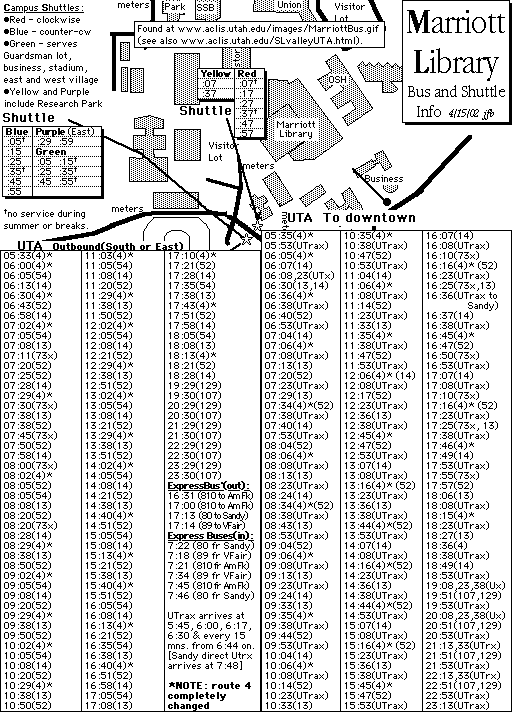 Campus Shuttles:
●Red - clockwise
●Blue - counter-cw
●Green - serves
Guardsman lot,
business, stadium,
east and west village
●Yellow and Purple
include Research Park
meters
Park
SSB
Union
Visitor
Lot
Found at www.aclis.utah.edu/images/MarriottBus.gif
(see also www.aclis.utah.edu/SLvalleyUTA.html).
Marriott
Library
Bus and Shuttle
Info 4/15/02 jfb
OSH
Yellow Red
.07 .07
.37 .17
.27
.37
.47
.57
Shuttle
Marriott
Library
Visitor
Lot
meters
Business
Shuttle
Blue Purple (East)
.05† .29 .59
.15 Green
.25 .05 .15†
.35† .25 .35†
.45 .45 .55†
.55
†no service during
summer or breaks.
meters
UTA To downtown
UTA Outbound(South or East)
05:33(4)*
06:00(4)*
06:05(54)
06:13(14)
06:30(4)*
06:43(52)
06:58(14)
07:02(4)*
07:05(54)
07:08(13)
07:11(73x)
07:20(52)
07:25(52)
07:28(14)
07:29(4)*
07:30(73x)
07:38(13)
07:38(52)
07:45(73x)
07:50(52)
07:58(14)
08:00(73x)
08:02(4)*
08:05(52)
08:05(54)
08:08(14)
08:20(52)
08:20(73x)
08:28(14)
08:29(4)*
08:38(13)
08:50(52)
09:02(4)*
09:05(54)
09:08(14)
09:20(52)
09:29(4)*
09:38(13)
09:50(52)
10:02(4)*
10:05(54)
10:08(14)
10:20(52)
10:29(4)*
10:38(13)
10:50(52)
11:03(4)*
11:05(54)
11:08(14)
11:20(52)
11:29(4)*
11:38(13)
11:50(52)
12:02(4)*
12:05(54)
12:08(14)
12:21(52)
12:29(4)*
12:38(13)
12:51(52)
13:02(4)*
13:05(54)
13:08(14)
13:21(52)
13:29(4)*
13:38(13)
13:51(52)
14:02(4)*
14:05(54)
14:08(14)
14:21(52)
14:38(13)
14:40(4)*
14:51(52)
15:05(54)
15:08(14)
15:13(4)*
15:21(52)
15:38(13)
15:40(4)*
15:51(52)
16:05(54)
16:08(14)
16:13(4)*
16:21(52)
16:35(54)
16:38(13)
16:40(4)*
16:51(52)
16:58(14)
17:05(54)
17:08(13)
17:10(4)*
17:21(52)
17:28(14)
17:35(54)
17:38(13)
17:43(4)*
17:51(52)
17:58(14)
18:05(54)
18:08(13)
18:13(4)*
18:21(52)
18:28(14)
19:29(129)
19:30(107)
20:29(129)
20:30(107)
21:29(129)
21:30(107)
22:29(129)
22:30(107)
23:29(129)
23:30(107)
ExpressBus'(out):
16:31 (810 to AmFk)
17:00 (810 to AmFk)
17:13 (80 to Sandy)
17:14 (89 to VFair)
Express Buses(in):
7:22 (80 fr Sandy)
7:18 (89 fr VFair)
7:21 (810 fr AmFk)
7:34 (89 fr VFair)
7:45 (810 fr AmFk)
7:46 (80 fr Sandy)
UTrax arrives at
5:45, 6:00, 6:17,
6:30 & every 15
mns. from 6:44 on.
[Sandy direct Utrx
arrives at 7:48]
*NOTE: route 4
completely
changed
05:35(4)*
05:53(UTrax)
06:05(4)*
06:07(14)
06:08,23(UTx)
06:30(13,14)
06:36(4)*
06:38(UTrax)
06:40(52)
06:53(UTrax)
07:04(14)
07:06(4)*
07:08(UTrax)
07:13(13)
07:20(52)
07:23(UTrax)
07:29(52)
07:34(4)*(52)
07:38(UTrax)
07:40(14)
07:53(UTrax)
08:04(52)
08:06(4)*
08:08(UTrax)
08:13(13)
08:23(UTrax)
08:24(14)
08:34(4)*(52)
08:38(UTrax)
08:43(13)
08:53(UTrax)
09:04(52)
09:06(4)*
09:08(UTrax)
09:13(13)
09:23(UTrax)
09:24(14)
09:33(13)
09:35(4)*
09:38(UTrax)
09:44(52)
09:53(UTrax)
10:04(14)
10:06(4)*
10:08(UTrax)
10:14(52)
10:23(UTrax)
10:33(13)
10:35(4)*
10:38(UTrax)
10:47(52)
10:53(UTrax)
11:04(14)
11:06(4)*
11:08(UTrax)
11:14(52)
11:23(UTrax)
11:33(13)
11:35(4)*
11:38(UTrax)
11:47(52)
11:53(UTrax)
12:06(4)* (14)
12:08(UTrax)
12:17(52)
12:23(UTrax)
12:36(13)
12:38(UTrax)
12:45(4)*
12:47(52)
12:53(UTrax)
13:07(14)
13:08(UTrax)
13:16(4)* (52)
13:23(UTrax)
13:36(13)
13:38(UTrax)
13:44(4)*(52)
13:53(UTrax)
14:07(14)
14:08(UTrax)
14:16(4)*(52)
14:23(UTrax)
14:36(13)
14:38(UTrax)
14:44(4)*(52)
14:53(UTrax)
15:07(14)
15:08(UTrax)
15:16(4)* (52)
15:23(UTrax)
15:36(13)
15:38(UTrax)
15:45(4)*
15:47(52)
15:53(UTrax)
16:07(14)
16:08(UTrax)
16:10(73x)
16:16(4)* (52)
16:23(UTrax)
16:25(73x,13)
16:36(UTrax to
Sandy)
16:37(14)
16:38(UTrax)
16:45(4)*
16:47(52)
16:50(73x)
16:53(UTrax)
17:07(14)
17:08(UTrax)
17:10(73x)
17:16(4)*(52)
17:23(UTrax)
17:25(73x, 13)
17:38(UTrax)
17:46(4)*
17:49(14)
17:53(UTrax)
17:55(73x)
17:57(52)
18:06(13)
18:08(UTrax)
18:15(4)*
18:23(UTrax)
18:27(13)
18:36(4)
18:38(UTrax)
18:49(14)
18:53(UTrax)
19:08,23,38(Ux)
19:51(107,129)
19:53(UTrax)
20:08,23,38(Ux)
20:51(107,129)
20:53(UTrax)
21:13,33(UTrx)
21:51(107,129)
21:53(UTrax)
22:13,33(UTrx)
22:51(107,129)
22:53(UTrax)
23:13(UTrax)